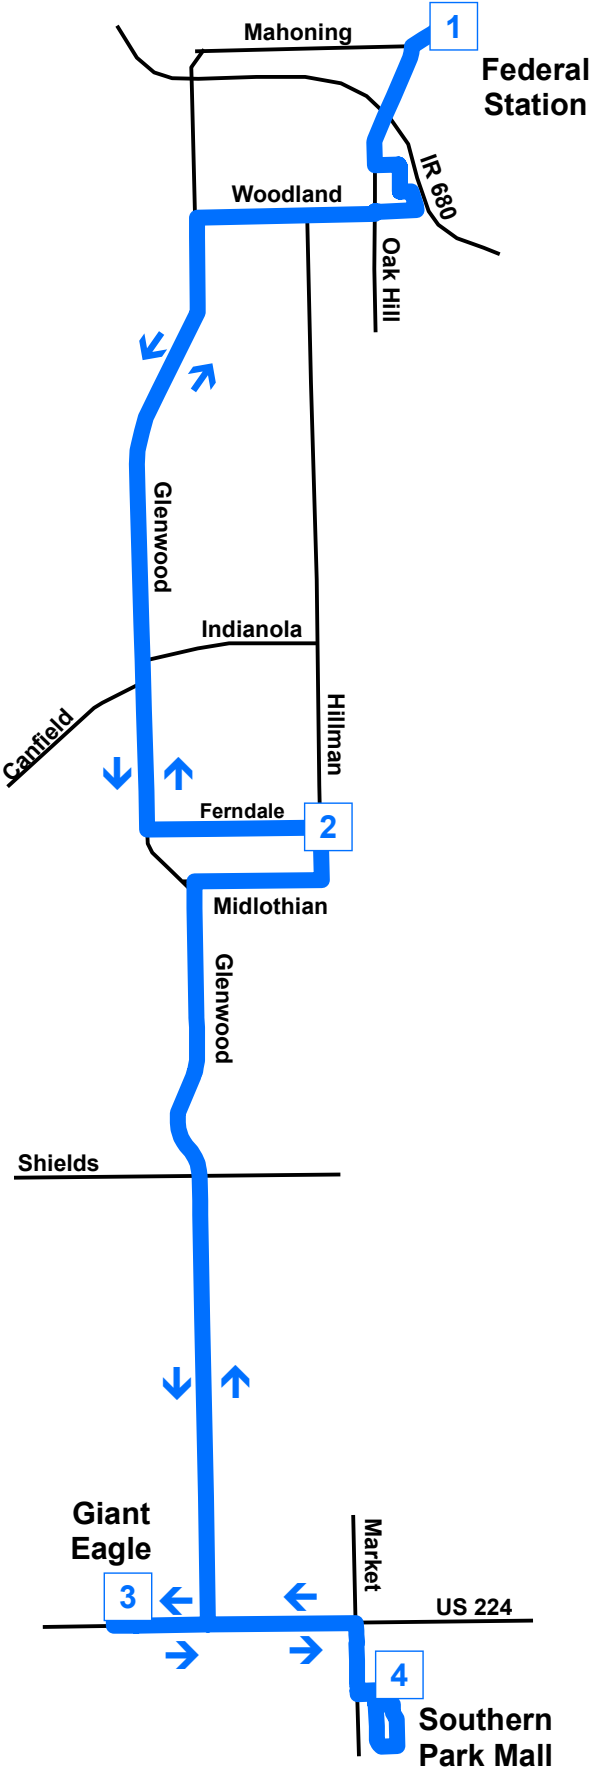 Mahoning
1
Federal
Station
IR 680
Woodland
Oak Hill
Glenwood
Indianola
Hillman
Canfield
Ferndale
2
Midlothian
Glenwood
Shields
Giant
Eagle
Market
3
US 224
4
Southern
Park Mall